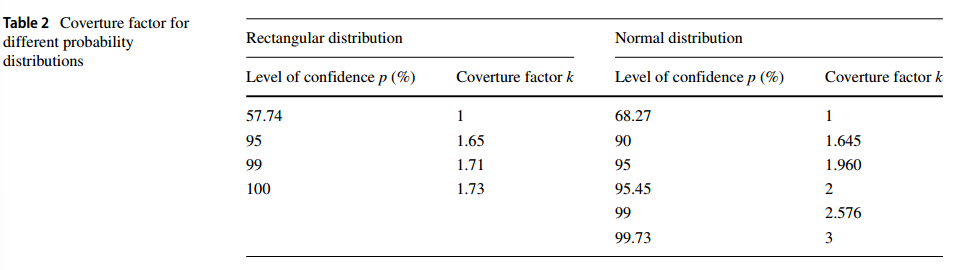 Table 2 Coverture factor for
different probability
distributions
Rectangular distribution Normal distribution
Level of confidence p (%) Coverture factor k Level of confidence p (%) Coverture factor k
57.74 1 68.27 1
95 1.65 90 1.645
99 1.71 95 1.960
100 1.73 95.45 2
99 2.576
99.73 3